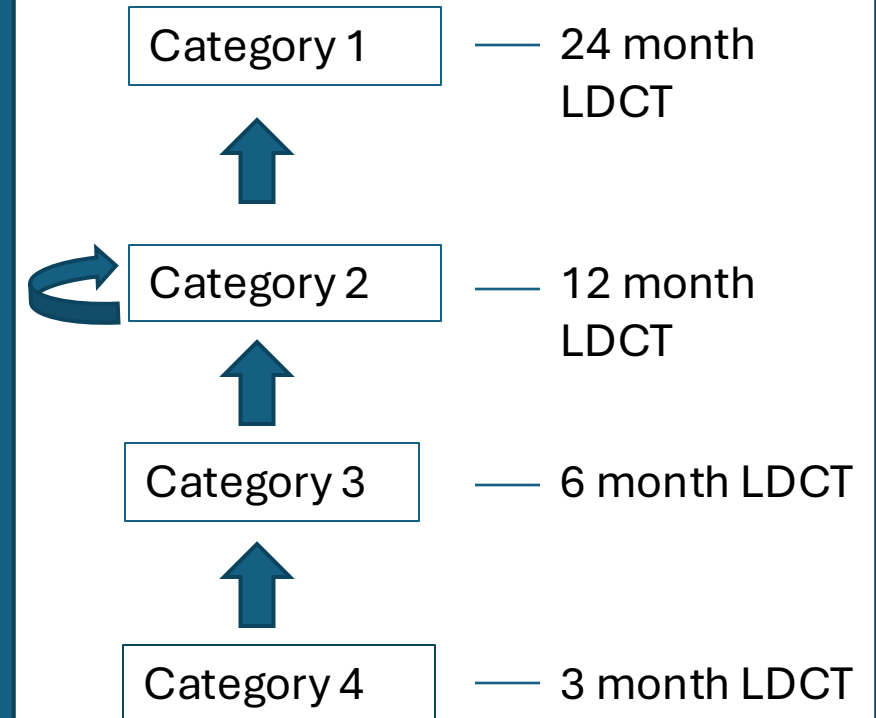 Category 1
24 month
LDCT
Category 2
12 month
LDCT
Category 3
6 month LDCT
Category 4
3 month LDCT